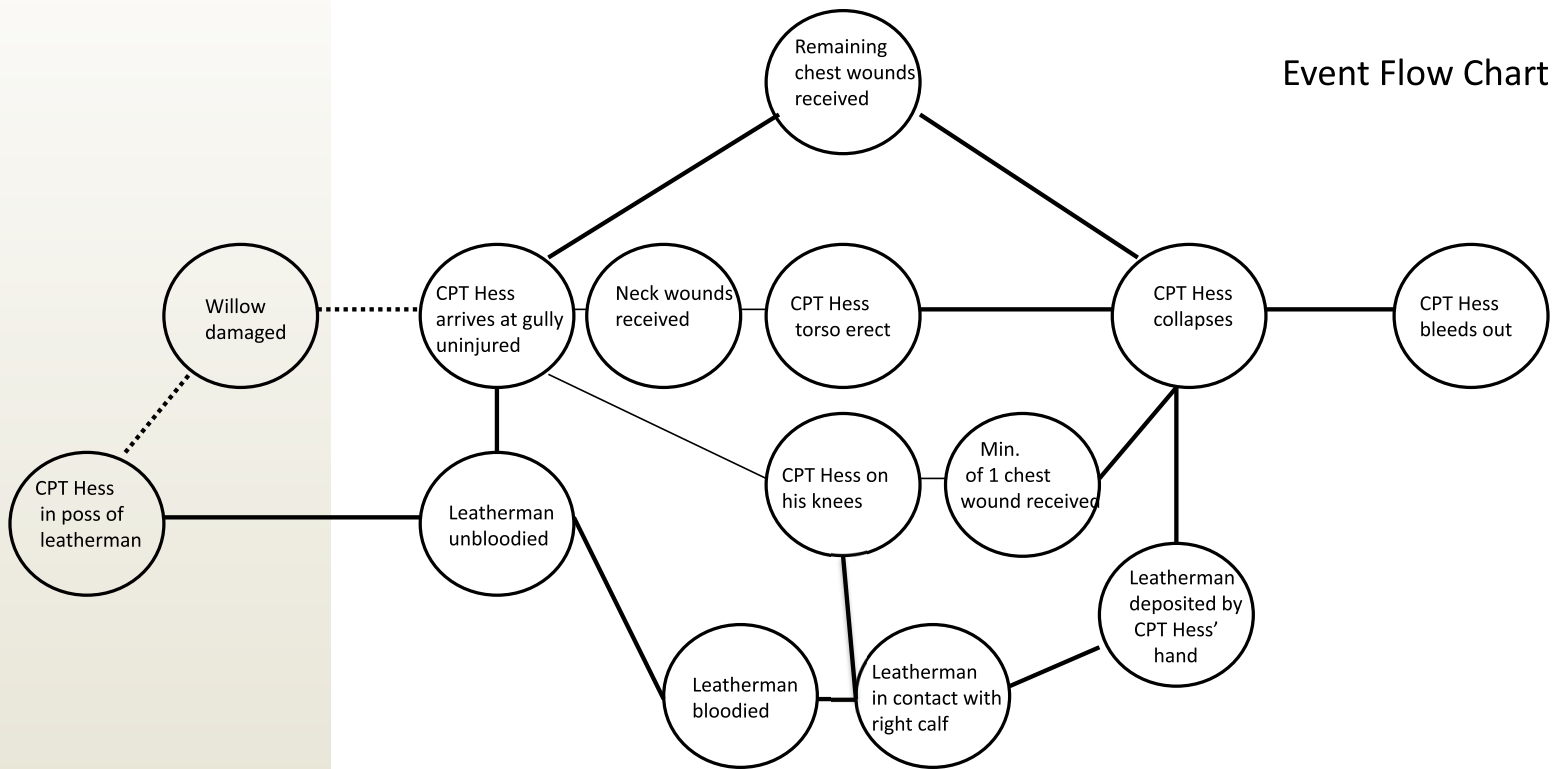 Event Flow Chart
Remaining
chest wounds
received
Willow
damaged
CPT Hess
arrives at gully
uninjured
Neck wounds
received
CPT Hess
torso erect
CPT Hess
collapses
CPT Hess
bleeds out
CPT Hess
in poss of
leatherman
Leatherman
unbloodied
CPT Hess on
his knees
Min.
of 1 chest
wound received
Leatherman
deposited by
CPT Hess’
hand
Leatherman
bloodied
Leatherman
in contact with
right calf